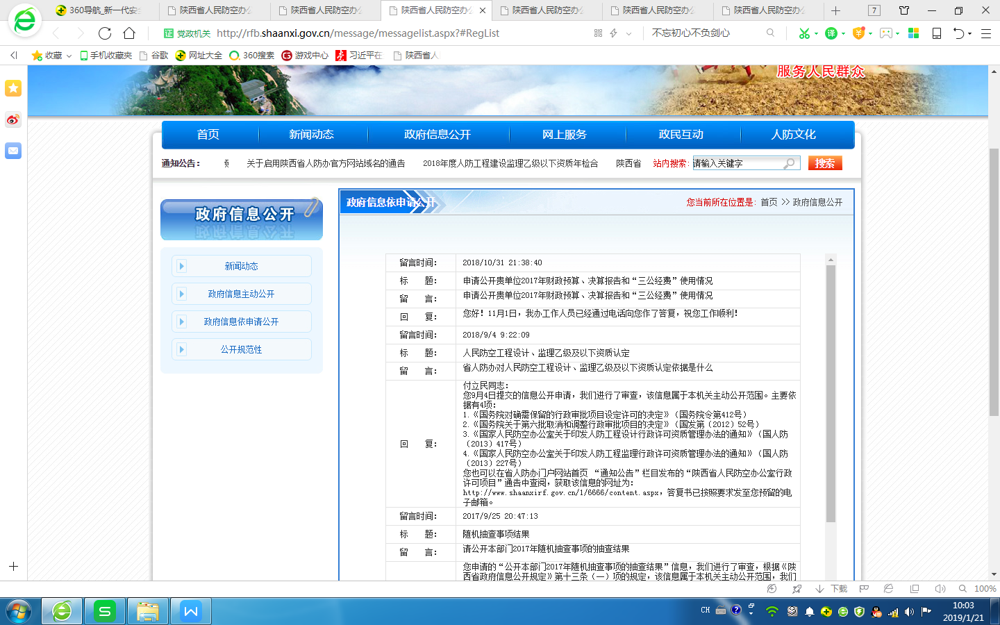 360导航_新一代安全
陕西省人民防空办公
陕西省人民防空办公
陕西省人民防空办公
陕西省人民防空办公
陕西省人民防空办公
陕西省人民防空办公
7
证 党政机关 http://rfb.shaanxi.gov.cn/message/messagelist.aspx?#RegList
不忘初心不负剑心
译
收藏 手机收藏夹 谷歌 网址大全 360搜索 游戏中心 习近平在 陕西省人
服务人民群众
首页 新闻动态 政府信息公开 网上服务 政民互动 人防文化
通知公告: 关于启用陕西省人防办官方网站域名的通告 2018年度人防工程建设监理乙级以下资质年检合 陕西省 站内搜索: 请输入关键字 搜索
政府信息公开
新闻动态
政府信息主动公开
政府信息依申请公开
公开规范性
政府信息依申请公开
您当前所在位置是: 首页 >> 政府信息公开
留言时间: 2018/10/31 21:38:40
标 题: 申请公开贵单位2017年财政预算、决算报告和“三公经费”使用情况
留 言: 申请公开贵单位2017年财政预算、决算报告和“三公经费”使用情况
回 复: 您好！11月1日，我办工作人员已经通过电话向您作了答复，祝您工作顺利！
留言时间: 2018/9/4 9:22:09
标 题: 人民防空工程设计、监理乙级及以下资质认定
留 言: 省人防办对人民防空工程设计、监理乙级及以下资质认定依据是什么
回 复: 付立民同志：
您9月4日提交的信息公开申请，我们进行了审查，该信息属于本机关主动公开范围。主要依
据有4项：
1.《国务院对确需保留的行政审批项目设定许可的决定》（国务院令第412号）
2.《国务院关于第六批取消和调整行政审批项目的决定》（国发第（2012）52号）
3.《国家人民防空办公室关于印发人防工程设计行政许可资质管理办法的通知》（国人防
（2013）417号）
4.《国家人民防空办公室关于印发人防工程监理行政许可资质管理办法的通知》（国人防
（2013）227号）
您也可以在省人防办门户网站首页 “通知公告”栏目发布的“陕西省人民防空办公室行政
许可项目”通告中查阅，获取该信息的网址为：
http://www.shaanxirf.gov.cn/1/6666/content.aspx，答复书已按照要求发至您预留的电
子邮箱。
留言时间: 2017/9/25 20:47:13
标 题: 随机抽查事项结果
留 言: 请公开本部门2017年随机抽查事项的抽查结果
您申请的“公开本部门2017年随机抽查事项的抽查结果”信息，我们进行了审查，根据《陕
西省政府信息公开规定》第十三条（一）项的规定，该信息属于本机关主动公开范围，我们
下载 100%
CH
10:03
2019/1/21